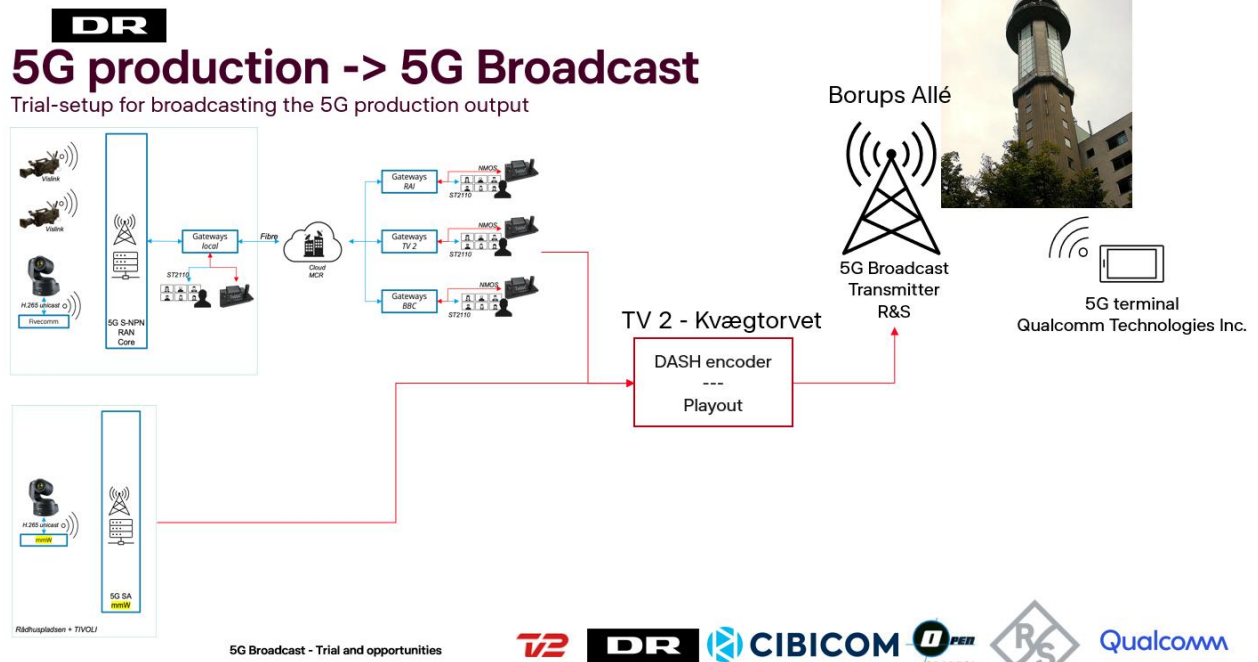 DR
5G production -> 5G Broadcast
Trial-setup for broadcasting the 5G production output
Vislink
Vislink
H.265 unicast
Fivecomm.
5G S-NPN
RAN
Core
Gateways
local
ST2110
Fibre
Cloud
MCR
Gateways
RAI
NMOS
ST2110
Gateways
TV 2
NMOS
ST2110
Gateways
BBC
NMOS
ST2110
H.265 unicast
mmW
5G SA
mmW
Rådhuspladsen + TIVOLI
TV 2 - Kvægtorvet
DASH encoder
---
Playout
Borups Allé
5G Broadcast
Transmitter
R&S
5G terminal
Qualcomm Technologies Inc.
5G Broadcast - Trial and opportunities
T2
DR
CIBICOM
OPEN
R/S
Qualcomm